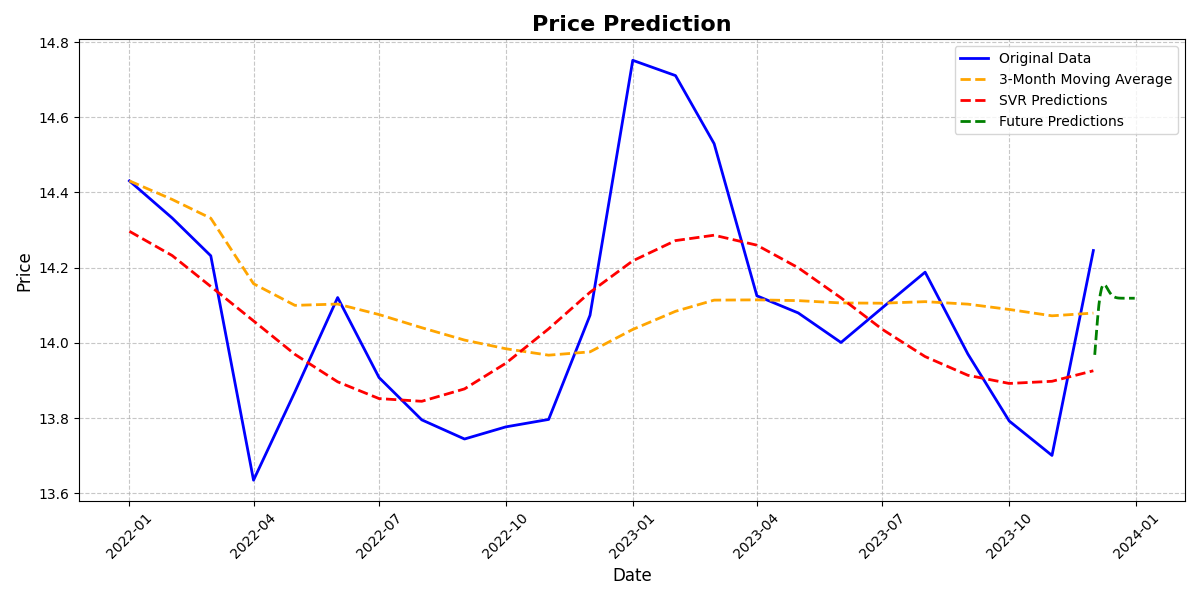 Price Prediction
Original Data
3-Month Moving Average
SVR Predictions
Future Predictions
Price
14.8
14.6
14.4
14.2
14.0
13.8
13.6
2022-01
2022-04
2022-07
2022-10
2023-01
2023-04
2023-07
2023-10
2024-01
Date